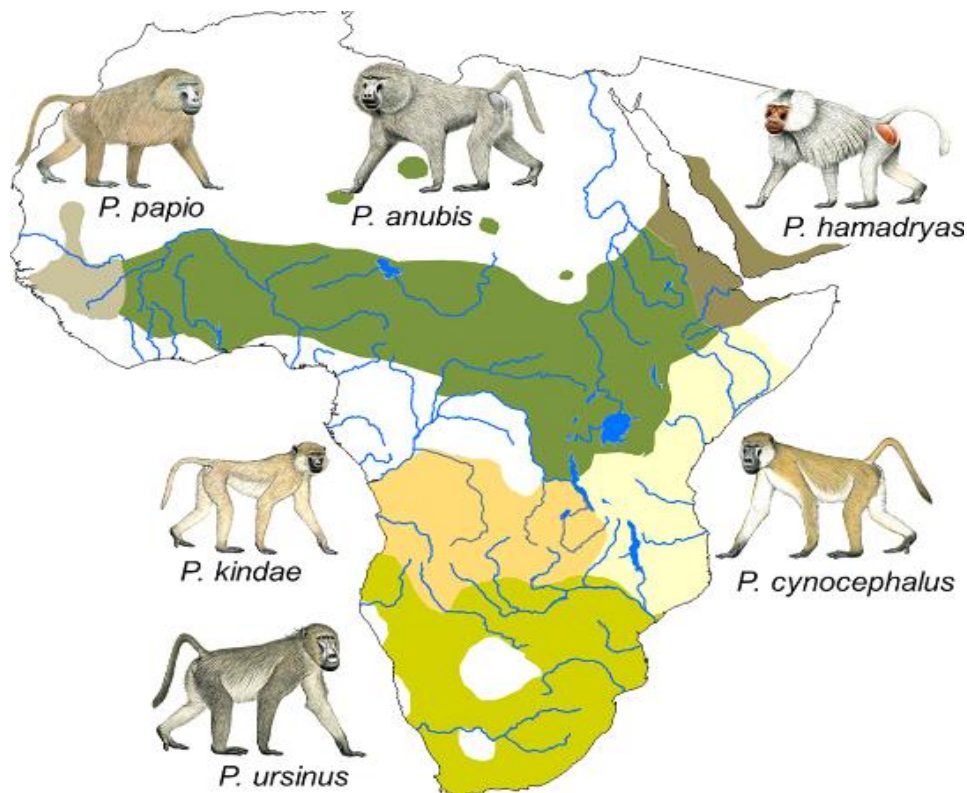 P. papio
P. anubis
P. hamadryas
P. kindae
P. cynocephalus
P. ursinus